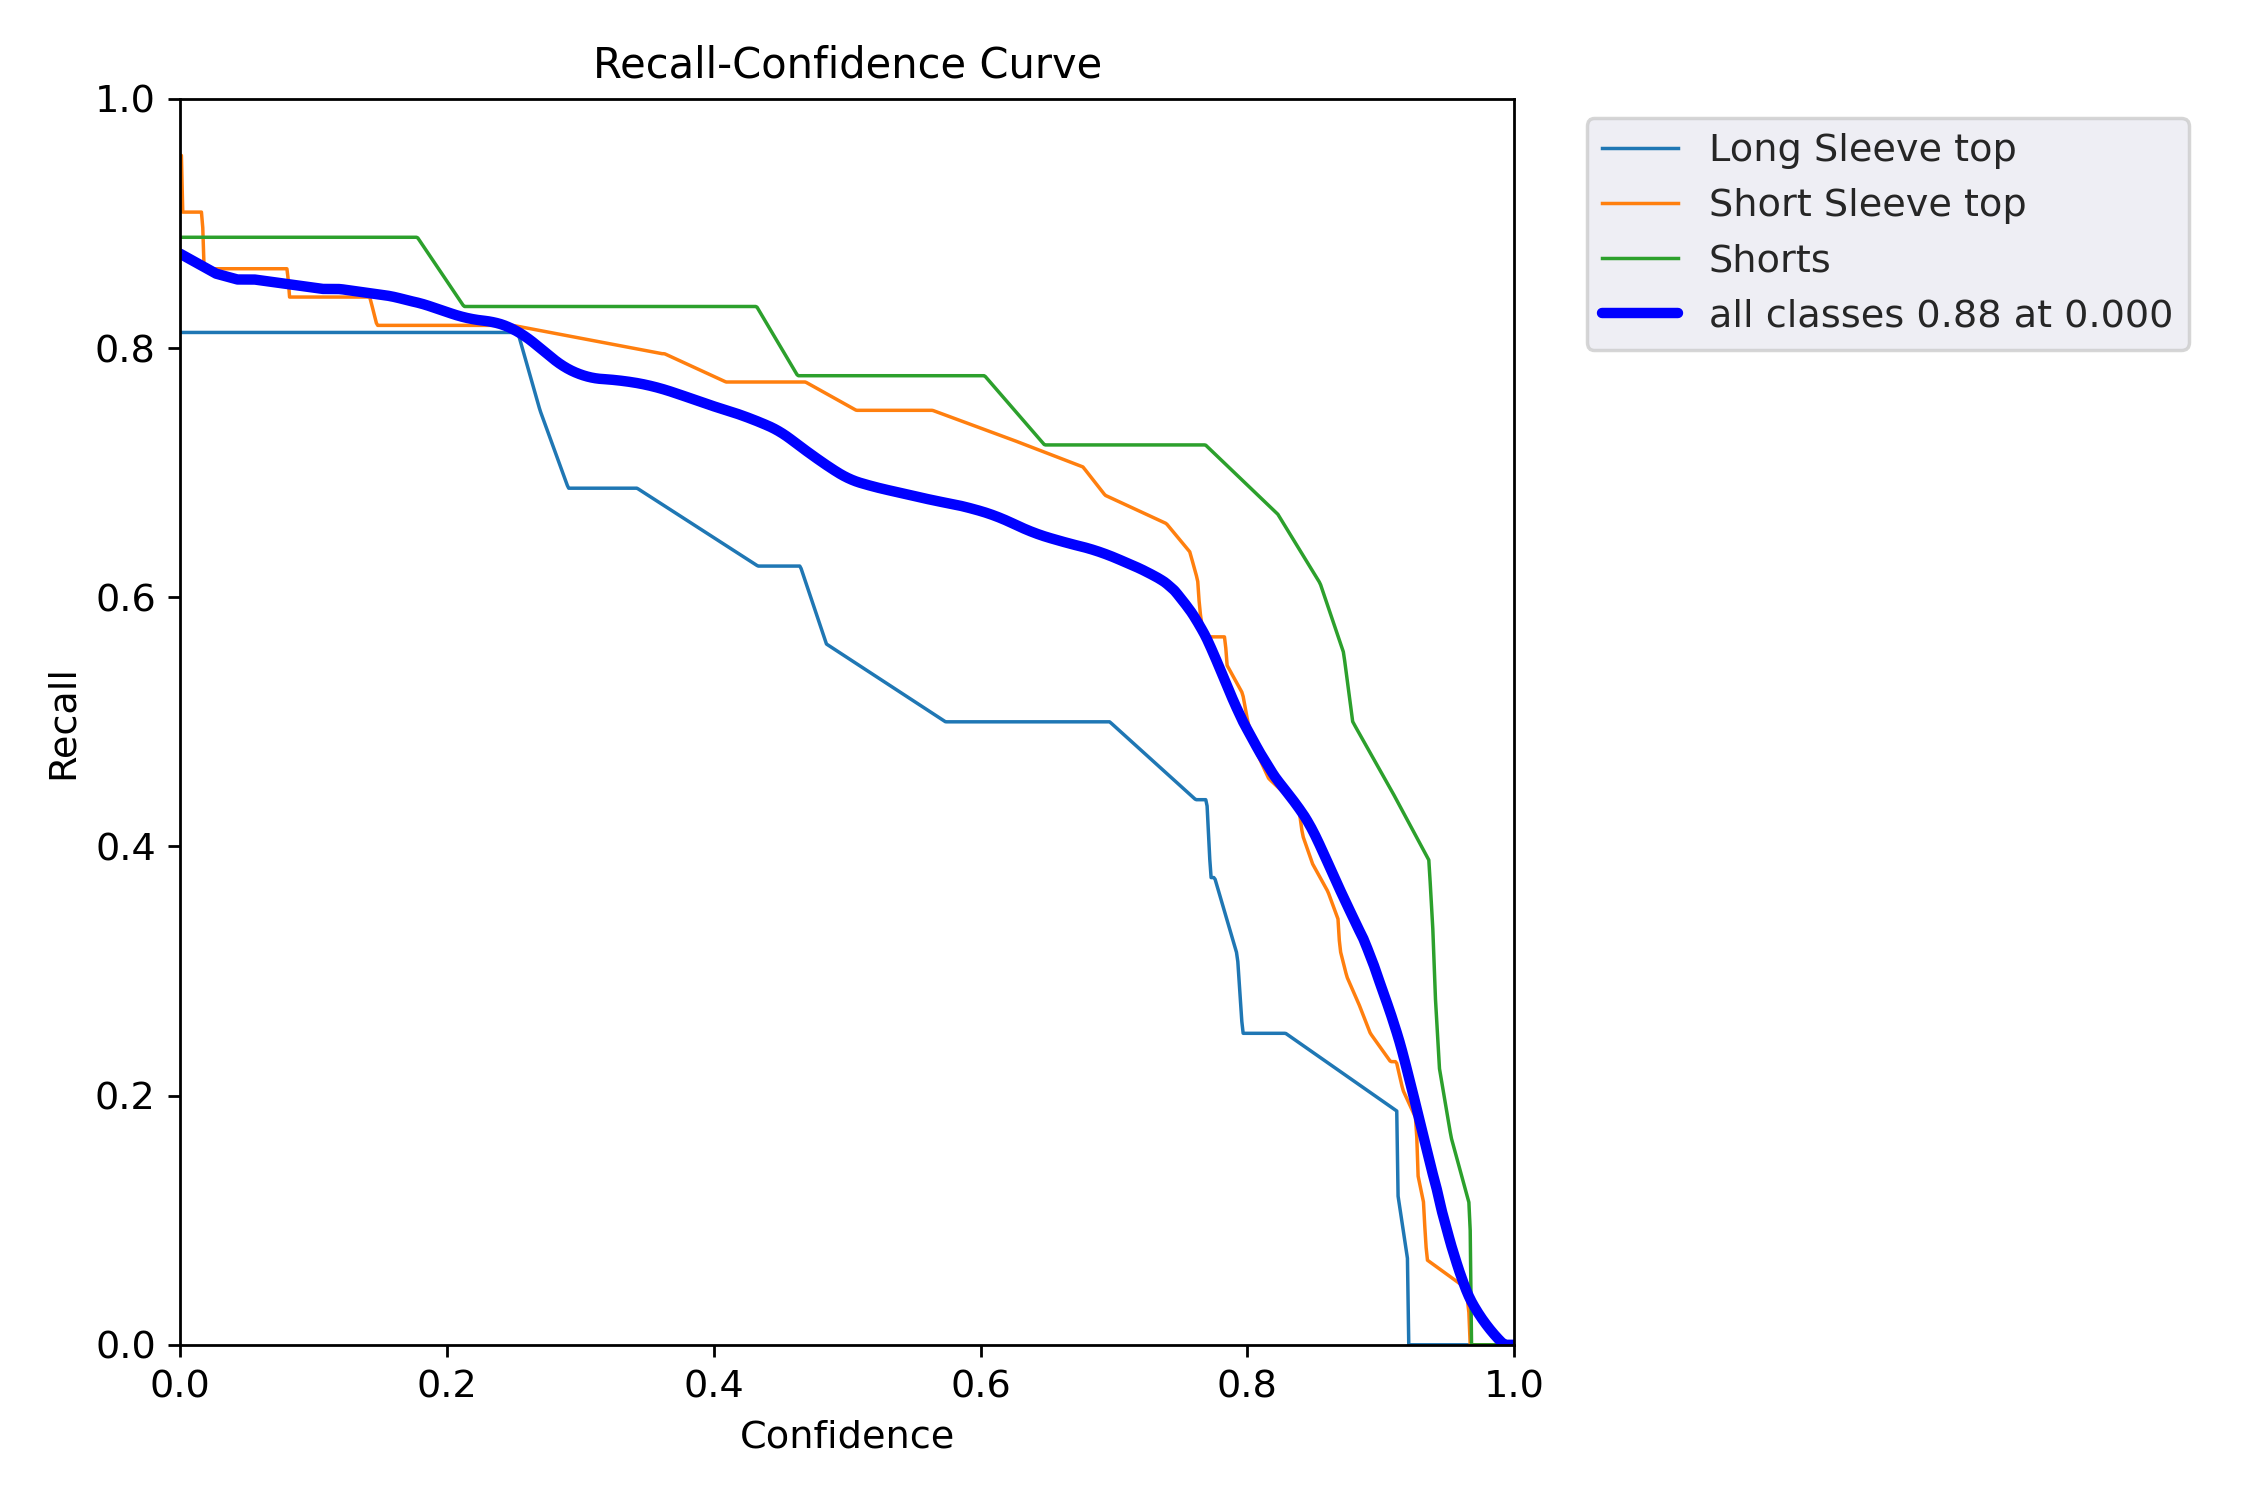 Recall-Confidence Curve
1.0
0.8
0.6
0.4
0.2
0.0
Recall
0.0 0.2 0.4 0.6 0.8 1.0
Confidence
Long Sleeve top
Short Sleeve top
Shorts
all classes 0.88 at 0.000